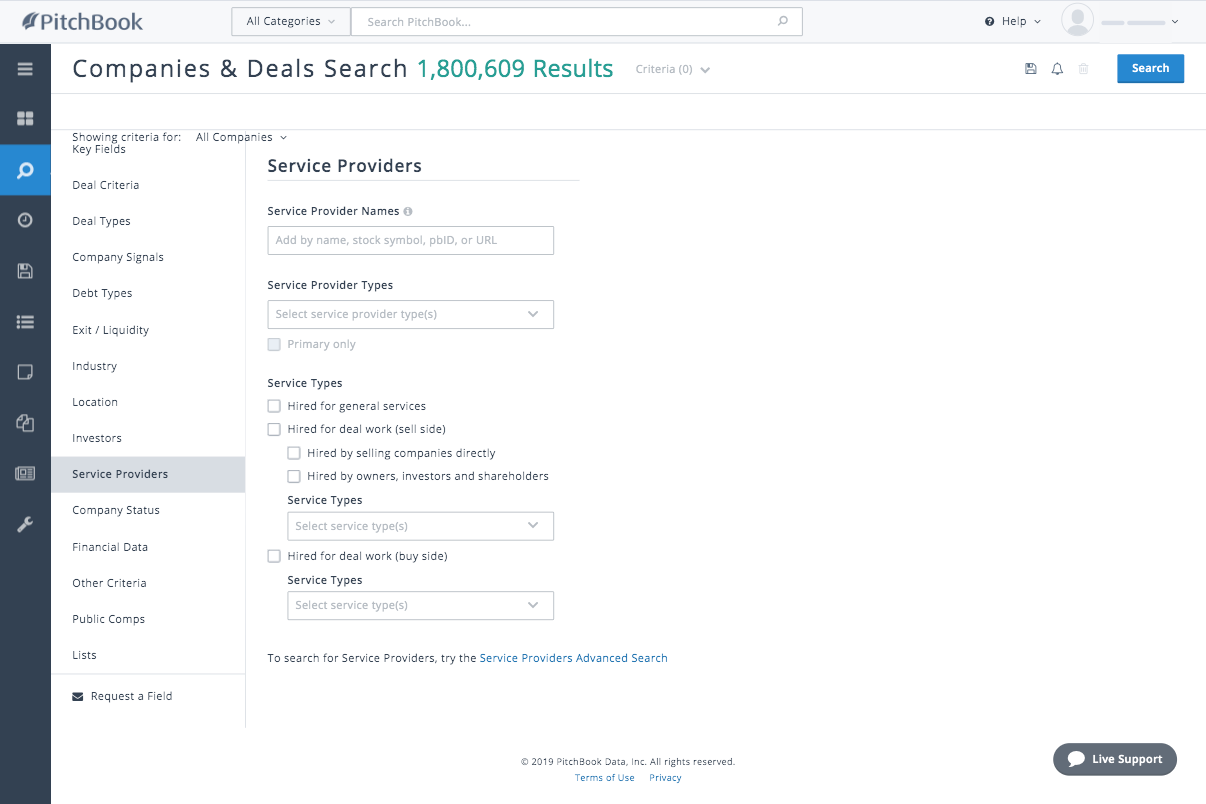 PitchBook
All Categories
Search PitchBook...
Help
Companies & Deals Search 1,800,609 Results
Criteria (0)
Search
Showing criteria for: All Companies
Key Fields
Deal Criteria
Deal Types
Company Signals
Debt Types
Exit / Liquidity
Industry
Location
Investors
Service Providers
Company Status
Financial Data
Other Criteria
Public Comps
Lists
Request a Field
Service Providers
Service Provider Names
Add by name, stock symbol, pbID, or URL
Service Provider Types
Select service provider type(s)
Primary only
Service Types
Hired for general services
Hired for deal work (sell side)
Hired by selling companies directly
Hired by owners, investors and shareholders
Service Types
Select service type(s)
Hired for deal work (buy side)
Service Types
Select service type(s)
To search for Service Providers, try the Service Providers Advanced Search
© 2019 PitchBook Data, Inc. All rights reserved.
Terms of Use Privacy
Live Support